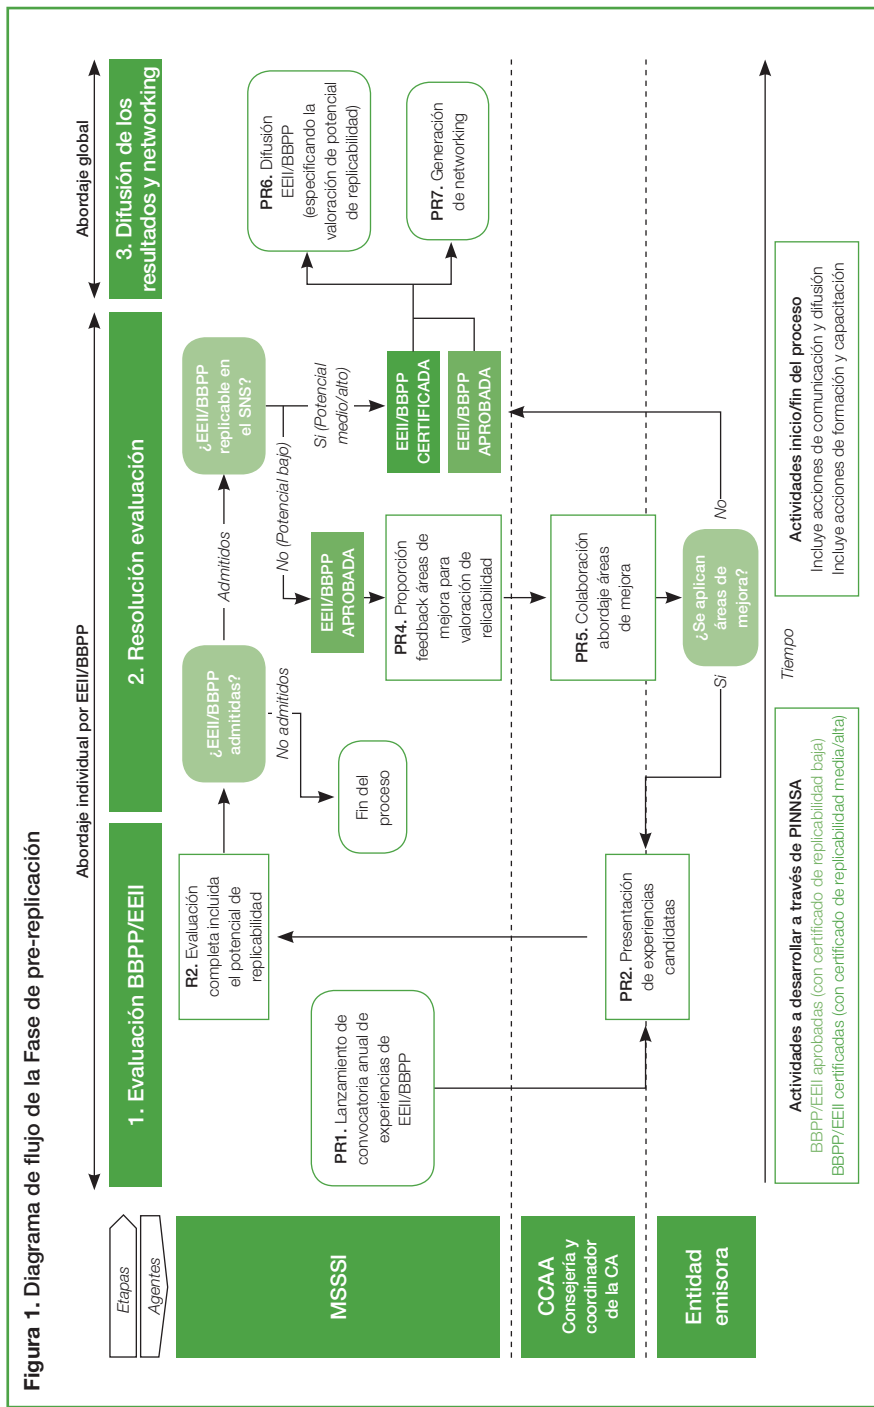 Figura 1. Diagrama de flujo de la Fase de pre-replicación
Abordaje individual por EEII/BBPP
Abordaje global
Etapas
Agentes
1. Evaluación BBPP/EEII
2. Resolución evaluación
3. Difusión de los
resultados y networking
MSSSI
PR1. Lanzamiento de
convocatoria anual de
experiencias de
EEII/BBPP
R2. Evaluación
completa incluida
el potencial de
replicabilidad
¿EEII/BBPP
admitidas?
No admitidos
Fin del
proceso
Admitidos
¿EEII/BBPP
replicable en
el SNS?
No (Potencial bajo)
Si (Potencial
medio/alto)
EEII/BBPP
APROBADA
PR4. Proporción
feedback áreas de
mejora para
valoración de
relicabilidad
EEII/BBPP
CERTIFICADA
EEII/BBPP
APROBADA
PR6. Difusión
EEII/BBPP
(especificando la
valoración de potencial
de replicabilidad)
PR7. Generación
de networking
CCAA
Consejería y
coordinador
de la CA
PR5. Colaboración
abordaje áreas
de mejora
Entidad
emisora
PR2. Presentación
de experiencias
candidatas
Si
¿Se aplican
áreas de
mejora?
No
Tiempo
Actividades a desarrollar a través de PINNSA
BBPP/EEII aprobadas (con certificado de replicabilidad baja)
BBPP/EEII certificadas (con certificado de replicabilidad media/alta)
Actividades inicio/fin del proceso
Incluye acciones de comunicación y difusión
Incluye acciones de formación y capacitación